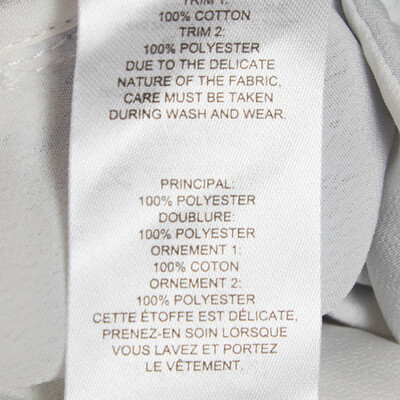 TRIM 1:
100% COTTON
TRIM 2:
100% POLYESTER
DUE TO THE DELICATE
NATURE OF THE FABRIC,
CARE MUST BE TAKEN
DURING WASH AND WEAR.
PRINCIPAL:
100% POLYESTER
DOUBLURE:
100% POLYESTER
ORNEMENT 1:
100% COTON
ORNEMENT 2:
100% POLYESTER
CETTE ÉTOFFE EST DÉLICATE,
PRENEZ-EN SOIN LORSQUE
VOUS LAVEZ ET PORTEZ
LE VÊTEMENT.